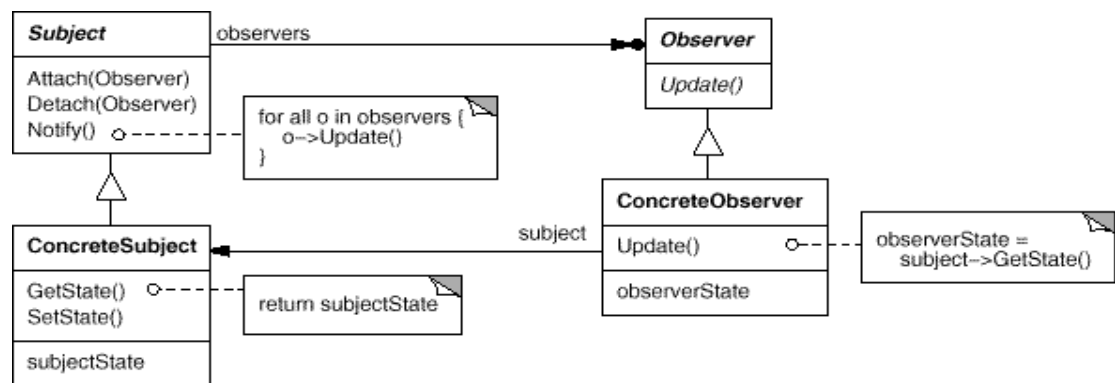 Subject
observers
Observer
Attach(Observer)
Detach(Observer)
Notify()
Update()
for all o in observers {
o->Update()
}
ConcreteSubject
GetState()
SetState()
subjectState
return subjectState
subject
ConcreteObserver
Update()
observerState
observerState =
subject->GetState()